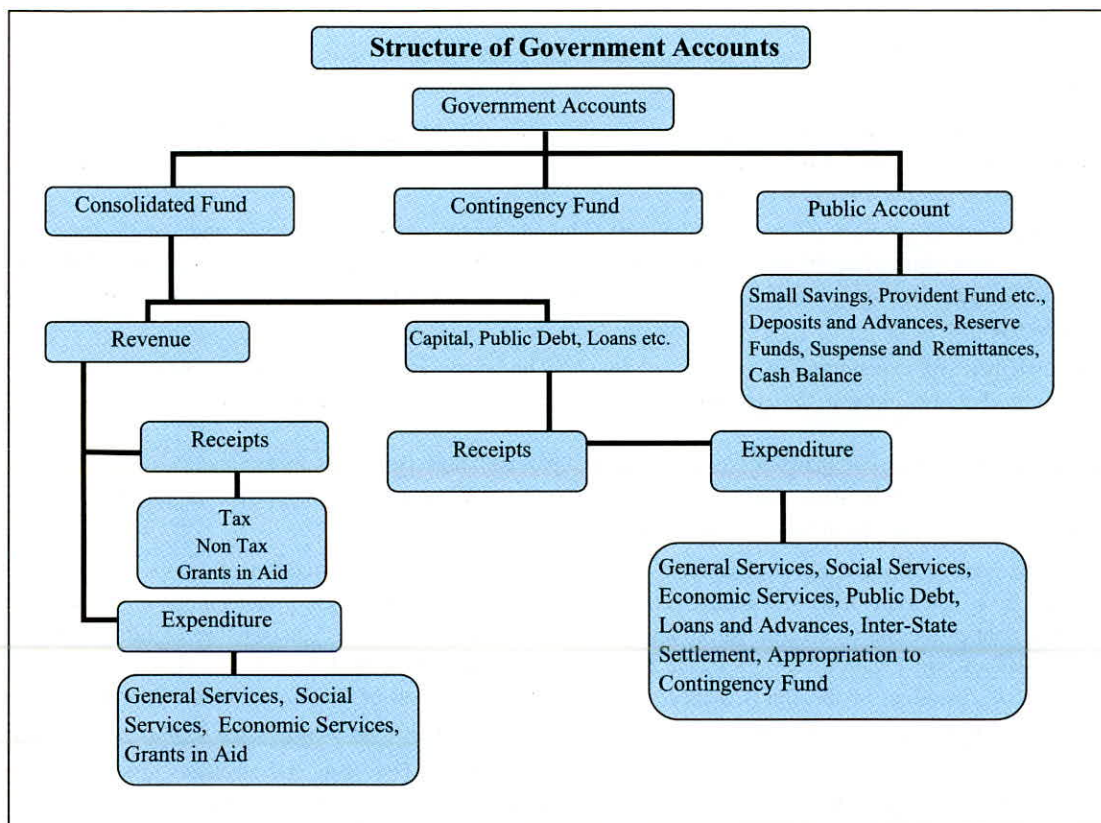 Structure of Government Accounts
Government Accounts
Consolidated Fund
Contingency Fund
Public Account
Small Savings, Provident Fund etc.,
Deposits and Advances, Reserve
Funds, Suspense and Remittances,
Cash Balance
Revenue
Capital, Public Debt, Loans etc.
Receipts
Tax
Non Tax
Grants in Aid
Expenditure
General Services, Social
Services, Economic Services,
Grants in Aid
Receipts
Expenditure
General Services, Social Services,
Economic Services, Public Debt,
Loans and Advances, Inter-State
Settlement, Appropriation to
Contingency Fund